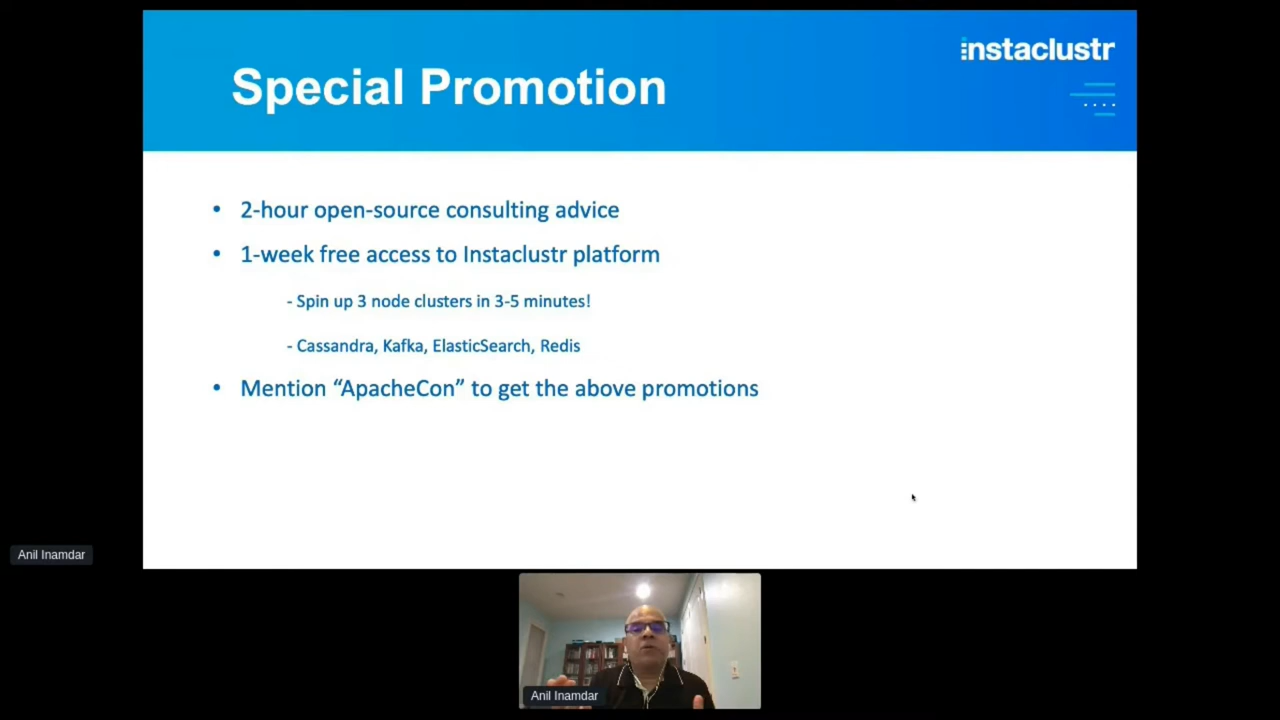 instaclustr
Special Promotion
• 2-hour open-source consulting advice
• 1-week free access to Instaclustr platform
- Spin up 3 node clusters in 3-5 minutes!
- Cassandra, Kafka, ElasticSearch, Redis
• Mention “ApacheCon” to get the above promotions
Anil Inamdar
Anil Inamdar